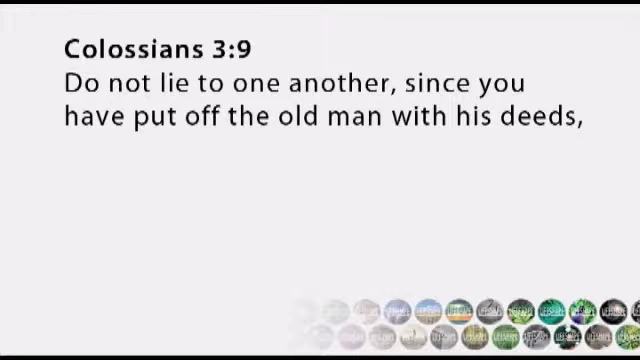 Colossians 3:9
Do not lie to one another, since you
have put off the old man with his deeds,